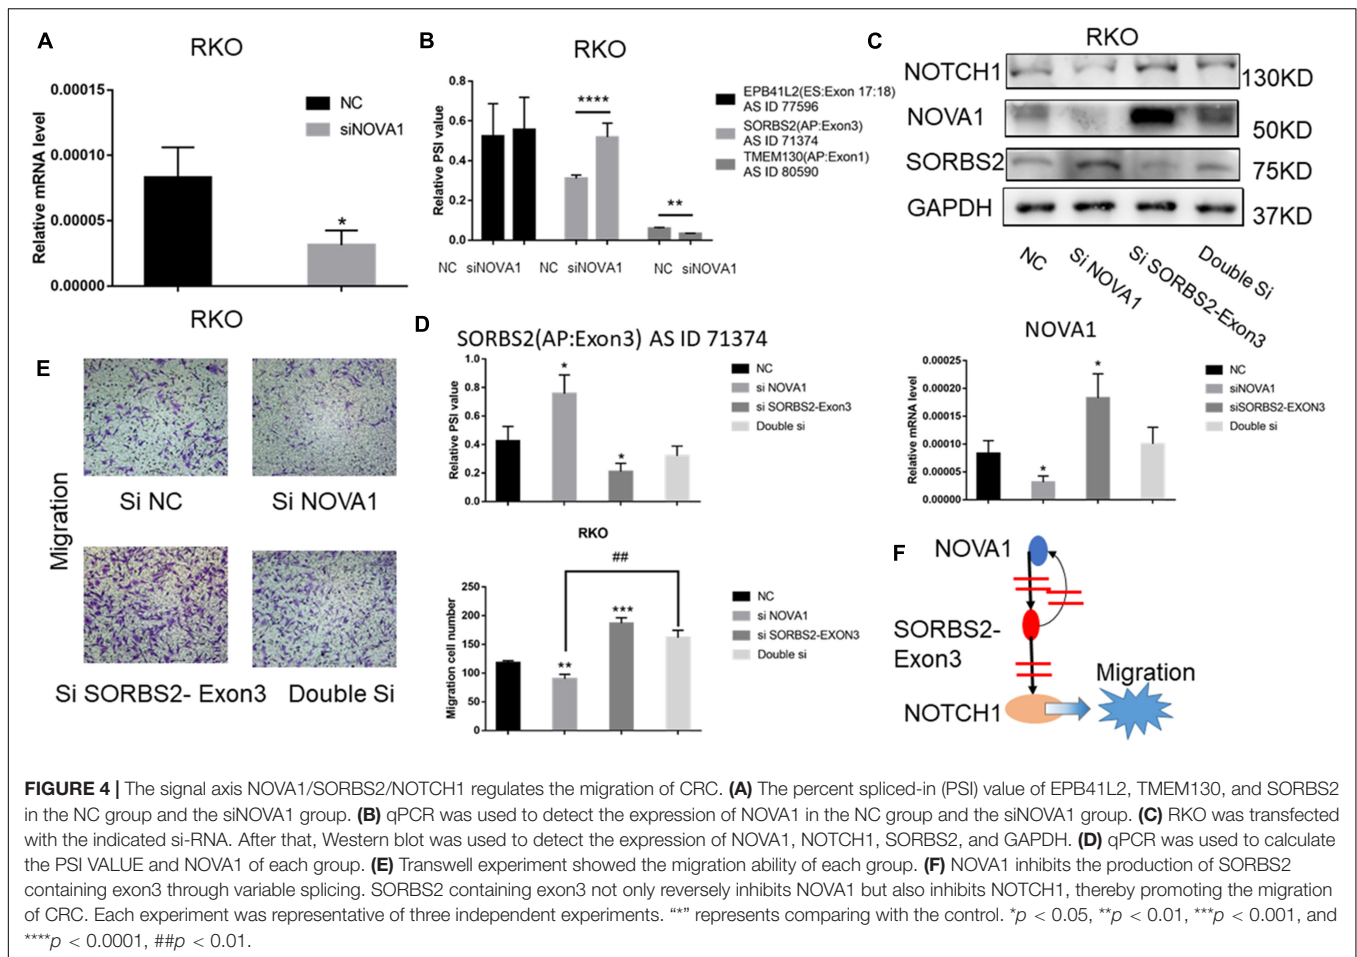 A
RKO
Relative mRNA level
0.00015
0.00010
0.00005
0.00000
NC
siNOVA1
*
RKO
B
RKO
Relative PSI value
0.8
0.6
0.4
0.2
0.0
****
**
NC siNOVA1 NC siNOVA1 NC siNOVA1
EPB41L2(ES:Exon 17:18)
AS ID 77596
SORBS2(AP:Exon3)
AS ID 71374
TMEM130(AP:Exon1)
AS ID 80590
C
RKO
NOTCH1 130KD
NOVA1 50KD
SORBS2 75KD
GAPDH 37KD
NC
Si NOVA1
Si SORBS2-Exon3
Double Si
D
SORBS2(AP:Exon3) AS ID 71374
Relative PSI value
1.0
0.8
0.6
0.4
0.2
0.0
*
*
NC
si NOVA1
si SORBS2-Exon3
Double si
NOVA1
Relative mRNA level
0.00025
0.00020
0.00015
0.00010
0.00005
0.00000
*
*
NC
siNOVA1
siSORBS2-EXON3
Double si
E
Migration
Si NC
Si NOVA1
Si SORBS2- Exon3
Double Si
RKO
Migration cell number
250
200
150
100
50
0
**
***
##
NC
si NOVA1
si SORBS2-EXON3
Double si
F
NOVA1
SORBS2-
Exon3
NOTCH1
Migration
FIGURE 4 | The signal axis NOVA1/SORBS2/NOTCH1 regulates the migration of CRC. (A) The percent spliced-in (PSI) value of EPB41L2, TMEM130, and SORBS2
in the NC group and the siNOVA1 group. (B) qPCR was used to detect the expression of NOVA1 in the NC group and the siNOVA1 group. (C) RKO was transfected
with the indicated si-RNA. After that, Western blot was used to detect the expression of NOVA1, NOTCH1, SORBS2, and GAPDH. (D) qPCR was used to calculate
the PSI VALUE and NOVA1 of each group. (E) Transwell experiment showed the migration ability of each group. (F) NOVA1 inhibits the production of SORBS2
containing exon3 through variable splicing. SORBS2 containing exon3 not only reversely inhibits NOVA1 but also inhibits NOTCH1, thereby promoting the migration
of CRC. Each experiment was representative of three independent experiments. “*” represents comparing with the control. *p < 0.05, **p < 0.01, ***p < 0.001, and
****p < 0.0001, ##p < 0.01.